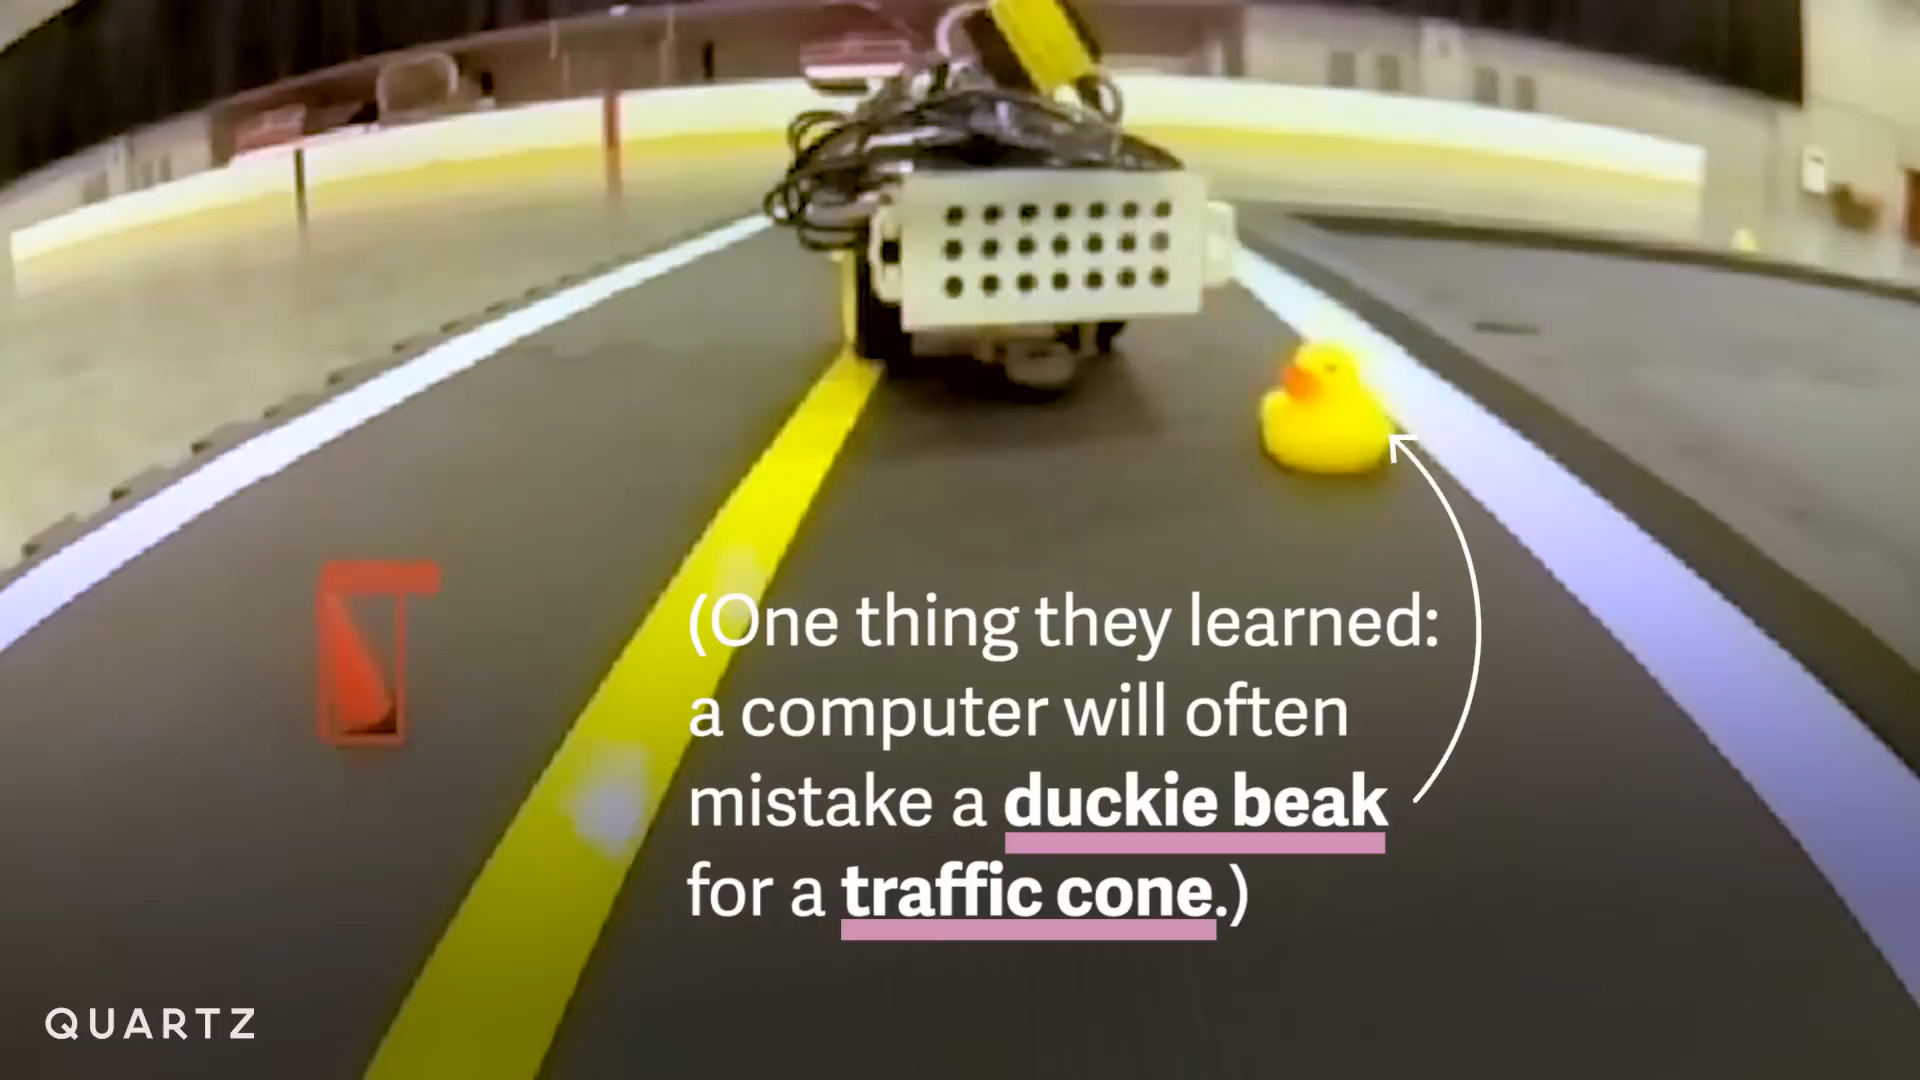 (One thing they learned:
a computer will often
mistake a duckie beak
for a traffic cone.)
QUARTZ